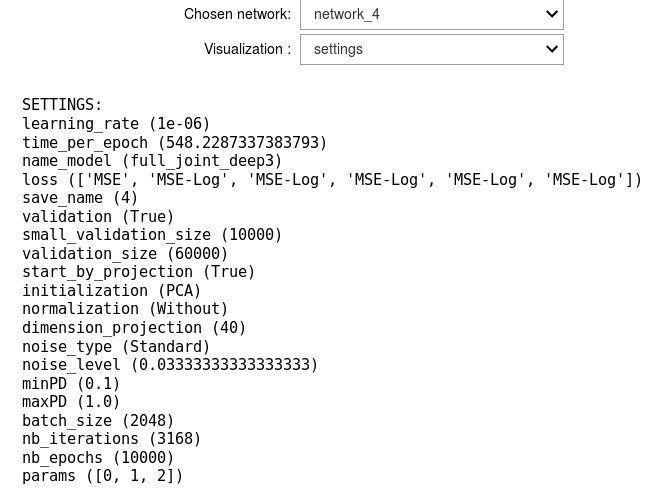 Chosen network: network_4
Visualization : settings
SETTINGS:
learning_rate (1e-06)
time_per_epoch (548.2287337383793)
name_model (full_joint_deep3)
loss (['MSE', 'MSE-Log', 'MSE-Log', 'MSE-Log', 'MSE-Log', 'MSE-Log'])
save_name (4)
validation (True)
small_validation_size (10000)
validation_size (60000)
start_by_projection (True)
initialization (PCA)
normalization (Without)
dimension_projection (40)
noise_type (Standard)
noise_level (0.03333333333333333)
minPD (0.1)
maxPD (1.0)
batch_size (2048)
nb_iterations (3168)
nb_epochs (10000)
params ([0, 1, 2])